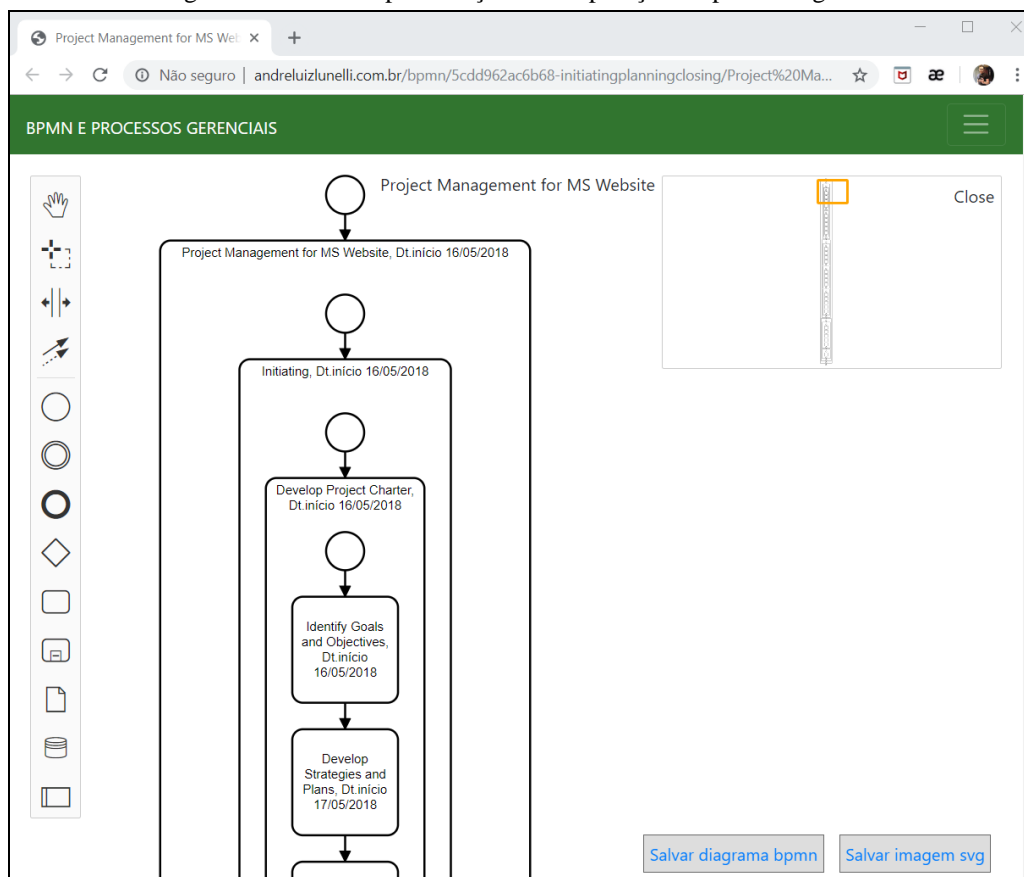 Project Management for MS Web
Não seguro
andreluizlunelli.com.br/bpmn/5cdd962ac6b68-initiatingplanningclosing/Project%20Ma...
BPMN E PROCESSOS GERENCIAIS
Project Management for MS Website
Close
Project Management for MS Website, Dt.início 16/05/2018
Initiating, Dt.início 16/05/2018
Develop Project Charter,
Dt.início 16/05/2018
Identify Goals
and Objectives,
Dt.início
16/05/2018
Develop
Strategies and
Plans, Dt.início
17/05/2018
Salvar diagrama bpmn
Salvar imagem svg